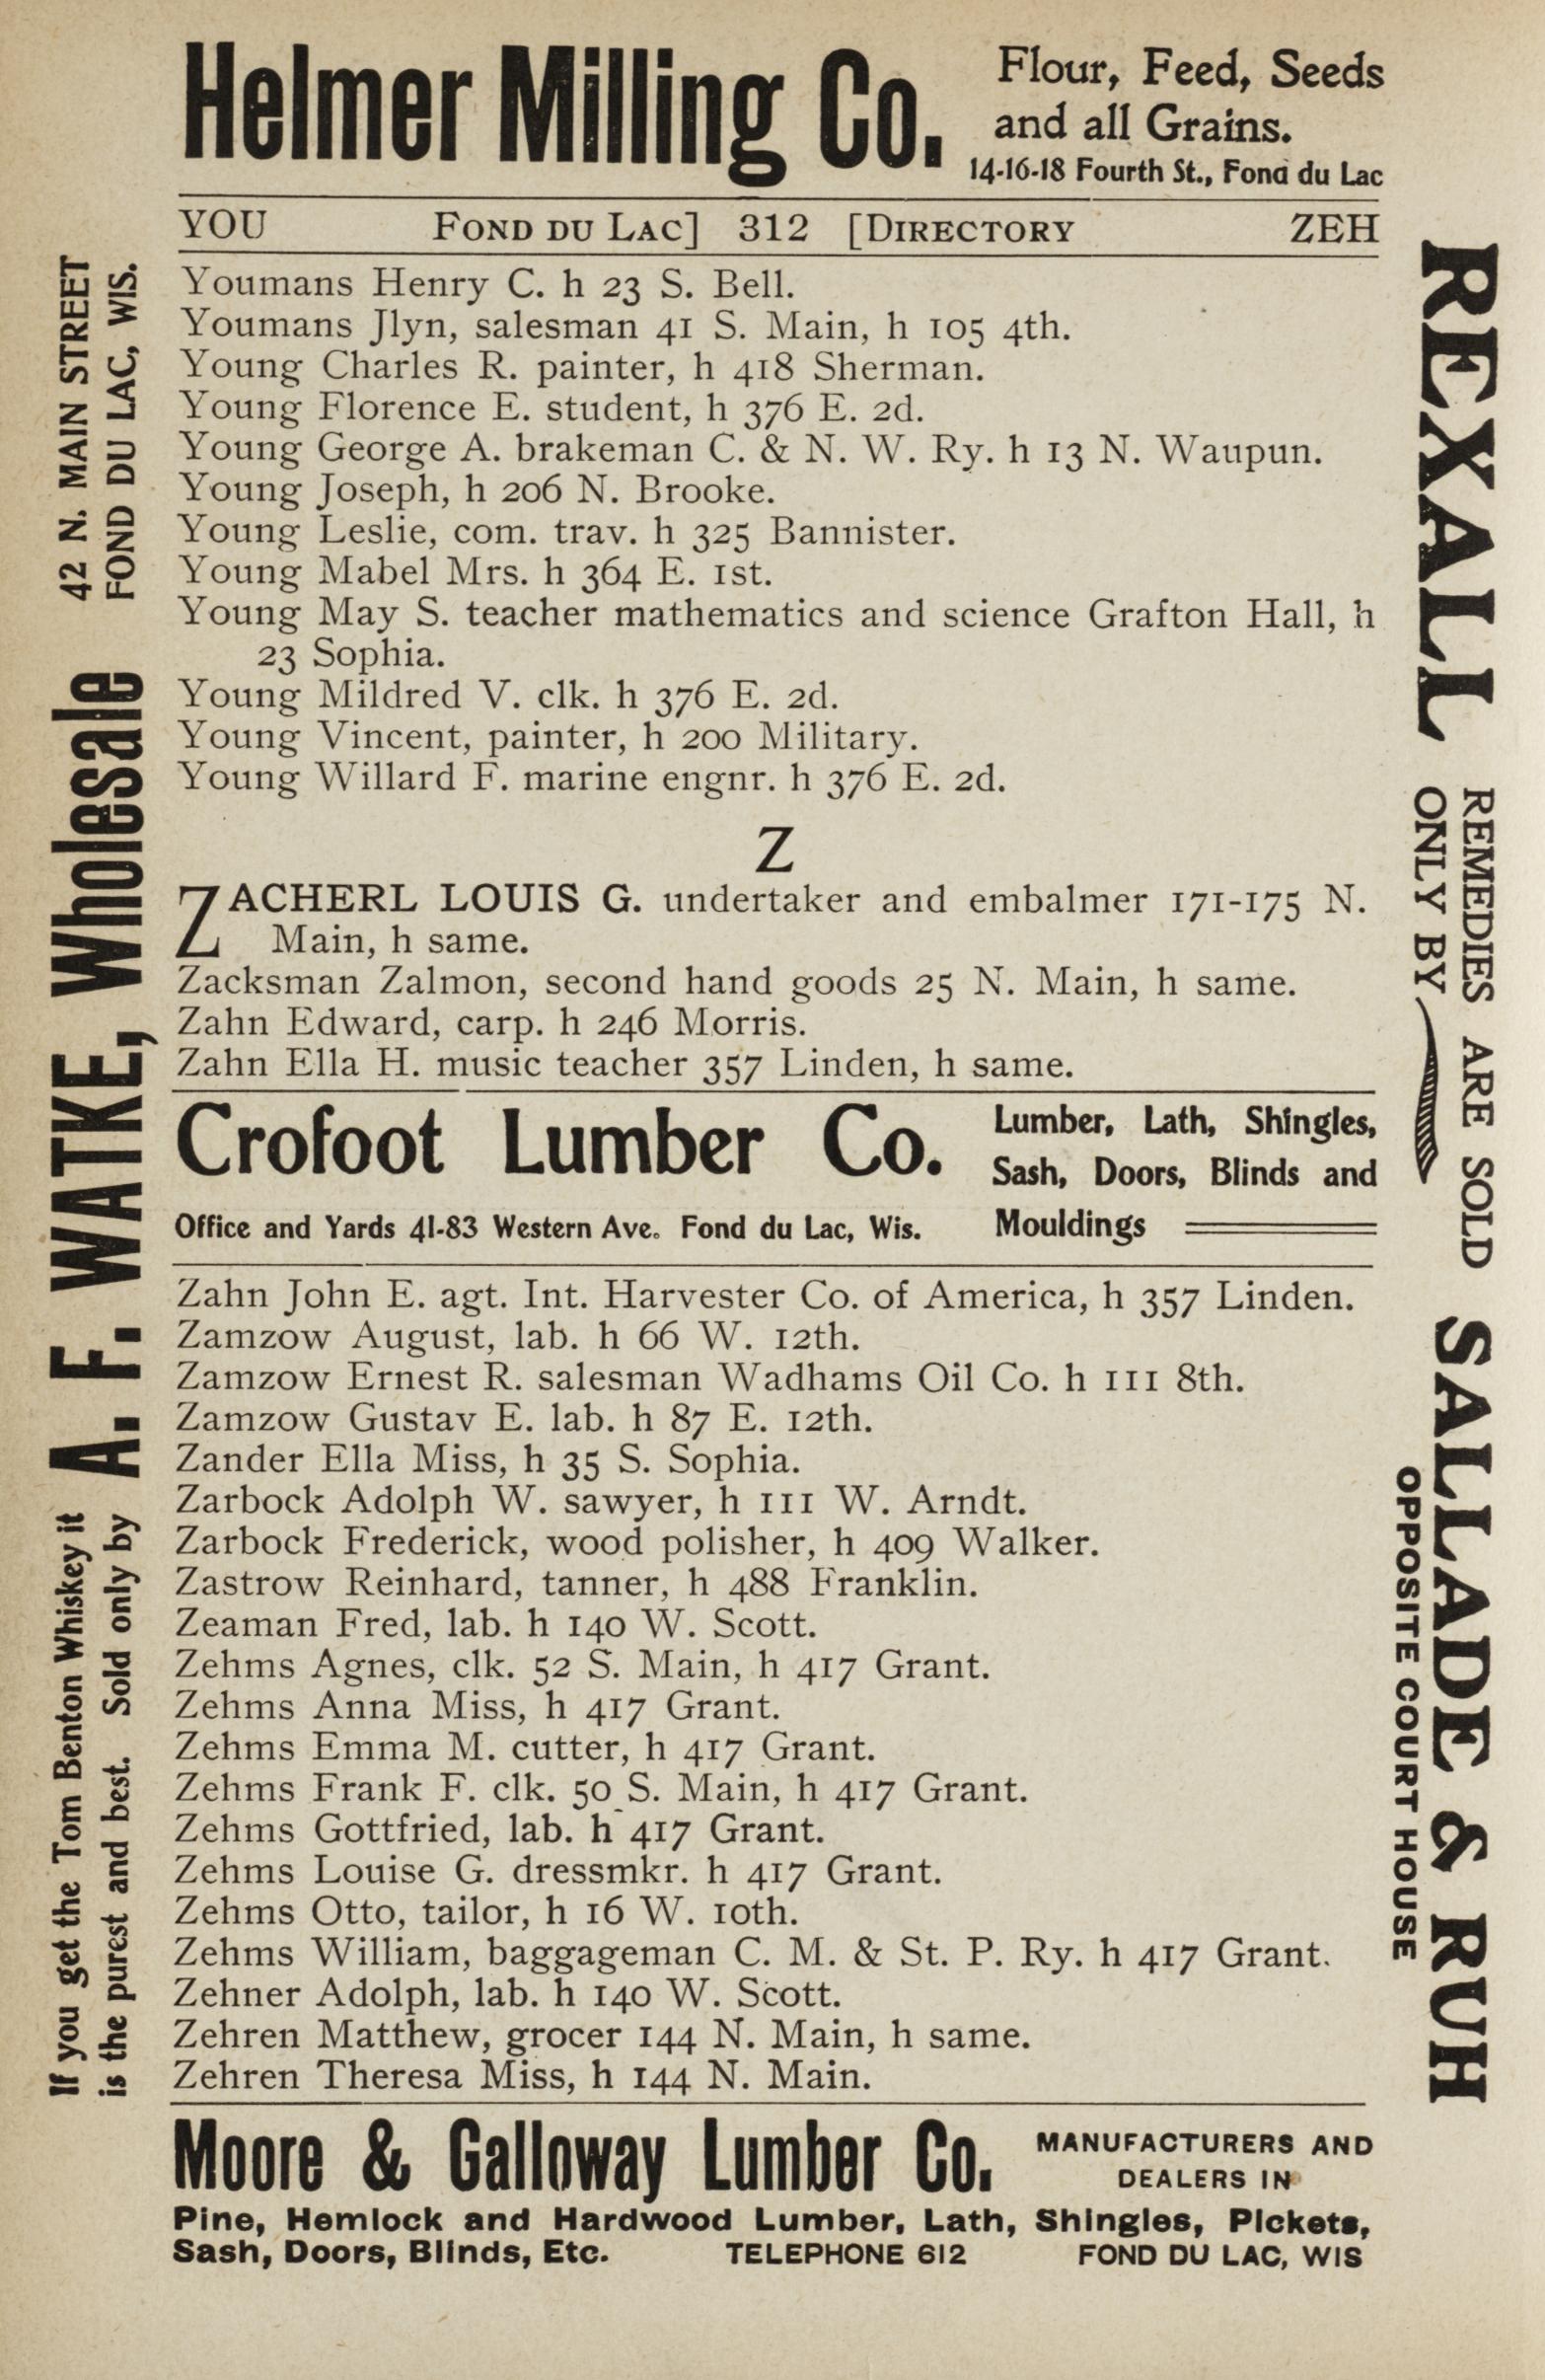 Helmer Milling Co.
Flour, Feed, Seeds
and all Grains.
14-16-18 Fourth St., Fond du Lac
YOU FOND DU LAC] 312 [DIRECTORY ZEH
Youmans Henry C. h 23 S. Bell.
Youmans Jlyn, salesman 41 S. Main, h 105 4th.
Young Charles R. painter, h 418 Sherman.
Young Florence E. student, h 376 E. 2d.
Young George A. brakeman C. & N. W. Ry. h 13 N. Waupun.
Young Joseph, h 206 N. Brooke.
Young Leslie, com. trav. h 325 Bannister.
Young Mabel Mrs. h 364 E. 1st.
Young May S. teacher mathematics and science Grafton Hall, h
23 Sophia.
Young Mildred V. clk. h 376 E. 2d.
Young Vincent, painter, h 200 Military.
Young Willard F. marine engnr. h 376 E. 2d.
Z
ZACHERL LOUIS G. undertaker and embalmer 171-175 N.
Main, h same.
Zacksman Zalmon, second hand goods 25 N. Main, h same.
Zahn Edward, carp. h 246 Morris.
Zahn Ella H. music teacher 357 Linden, h same.
Crofoot Lumber Co.
Lumber, Lath, Shingles,
Sash, Doors, Blinds and
Mouldings
Office and Yards 41-83 Western Ave. Fond du Lac, Wis.
Zahn John E. agt. Int. Harvester Co. of America, h 357 Linden.
Zamzow August, lab. h 66 W. 12th.
Zamzow Ernest R. salesman Wadhams Oil Co. h 111 8th.
Zamzow Gustav E. lab. h 87 E. 12th.
Zander Ella Miss, h 35 S. Sophia.
Zarbock Adolph W. sawyer, h 111 W. Arndt.
Zarbock Frederick, wood polisher, h 409 Walker.
Zastrow Reinhard, tanner, h 488 Franklin.
Zeaman Fred, lab. h 140 W. Scott.
Zehms Agnes, clk. 52 S. Main, h 417 Grant.
Zehms Anna Miss, h 417 Grant.
Zehms Emma M. cutter, h 417 Grant.
Zehms Frank F. clk. 50 S. Main, h 417 Grant.
Zehms Gottfried, lab. h 417 Grant.
Zehms Louise G. dressmkr. h 417 Grant.
Zehms Otto, tailor, h 16 W. 10th.
Zehms William, baggageman C. M. & St. P. Ry. h 417 Grant.
Zehner Adolph, lab. h 140 W. Scott.
Zehren Matthew, grocer 144 N. Main, h same.
Zehren Theresa Miss, h 144 N. Main.
Moore & Galloway Lumber Co.
MANUFACTURERS AND
DEALERS IN
Pine, Hemlock and Hardwood Lumber, Lath, Shingles, Pickets,
Sash, Doors, Blinds, Etc. TELEPHONE 612 FOND DU LAC, WIS
If you get the Tom Benton Whiskey it
is the purest and best. Sold only by
A. F. WATKE, Wholesale
42 N. MAIN STREET
FOND DU LAC, WIS.
REXALL
REMEDIES ARE SOLD
ONLY BY
SALLADE & RUH
OPPOSITE COURT HOUSE